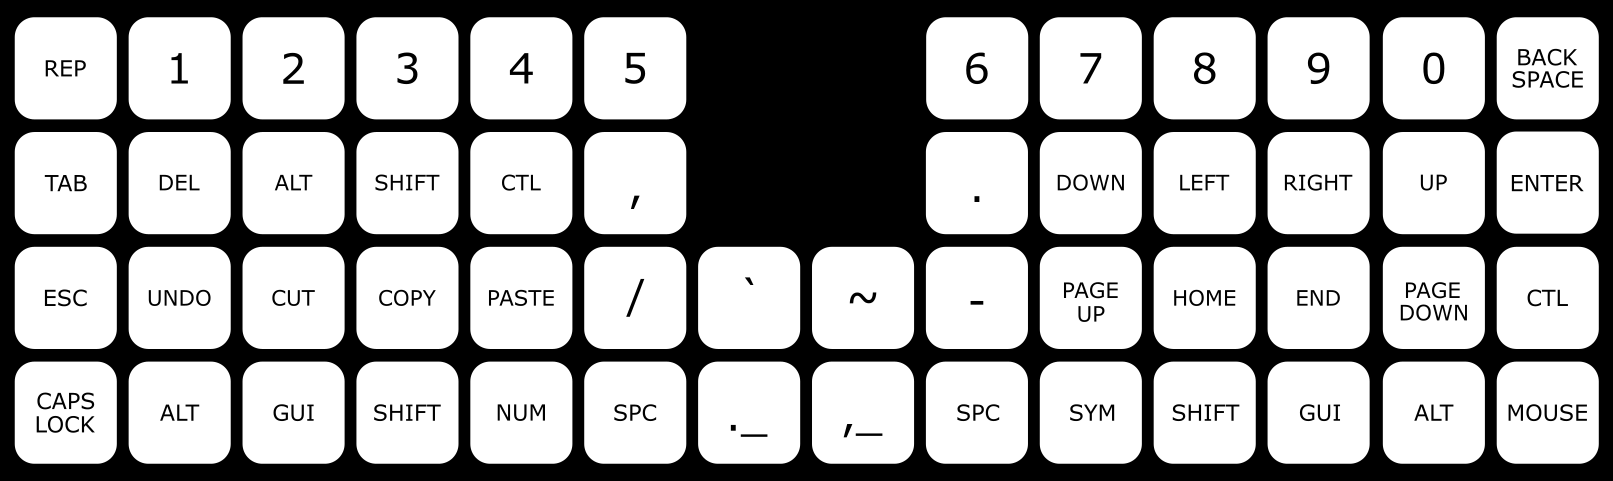 REP 1 2 3 4 5 6 7 8 9 0 BACK SPACE
TAB DEL ALT SHIFT CTL , . DOWN LEFT RIGHT UP ENTER
ESC UNDO CUT COPY PASTE / ` ~ - PAGE UP HOME END PAGE DOWN CTL
CAPS LOCK ALT GUI SHIFT NUM SPC ._ ,_ SPC SYM SHIFT GUI ALT MOUSE